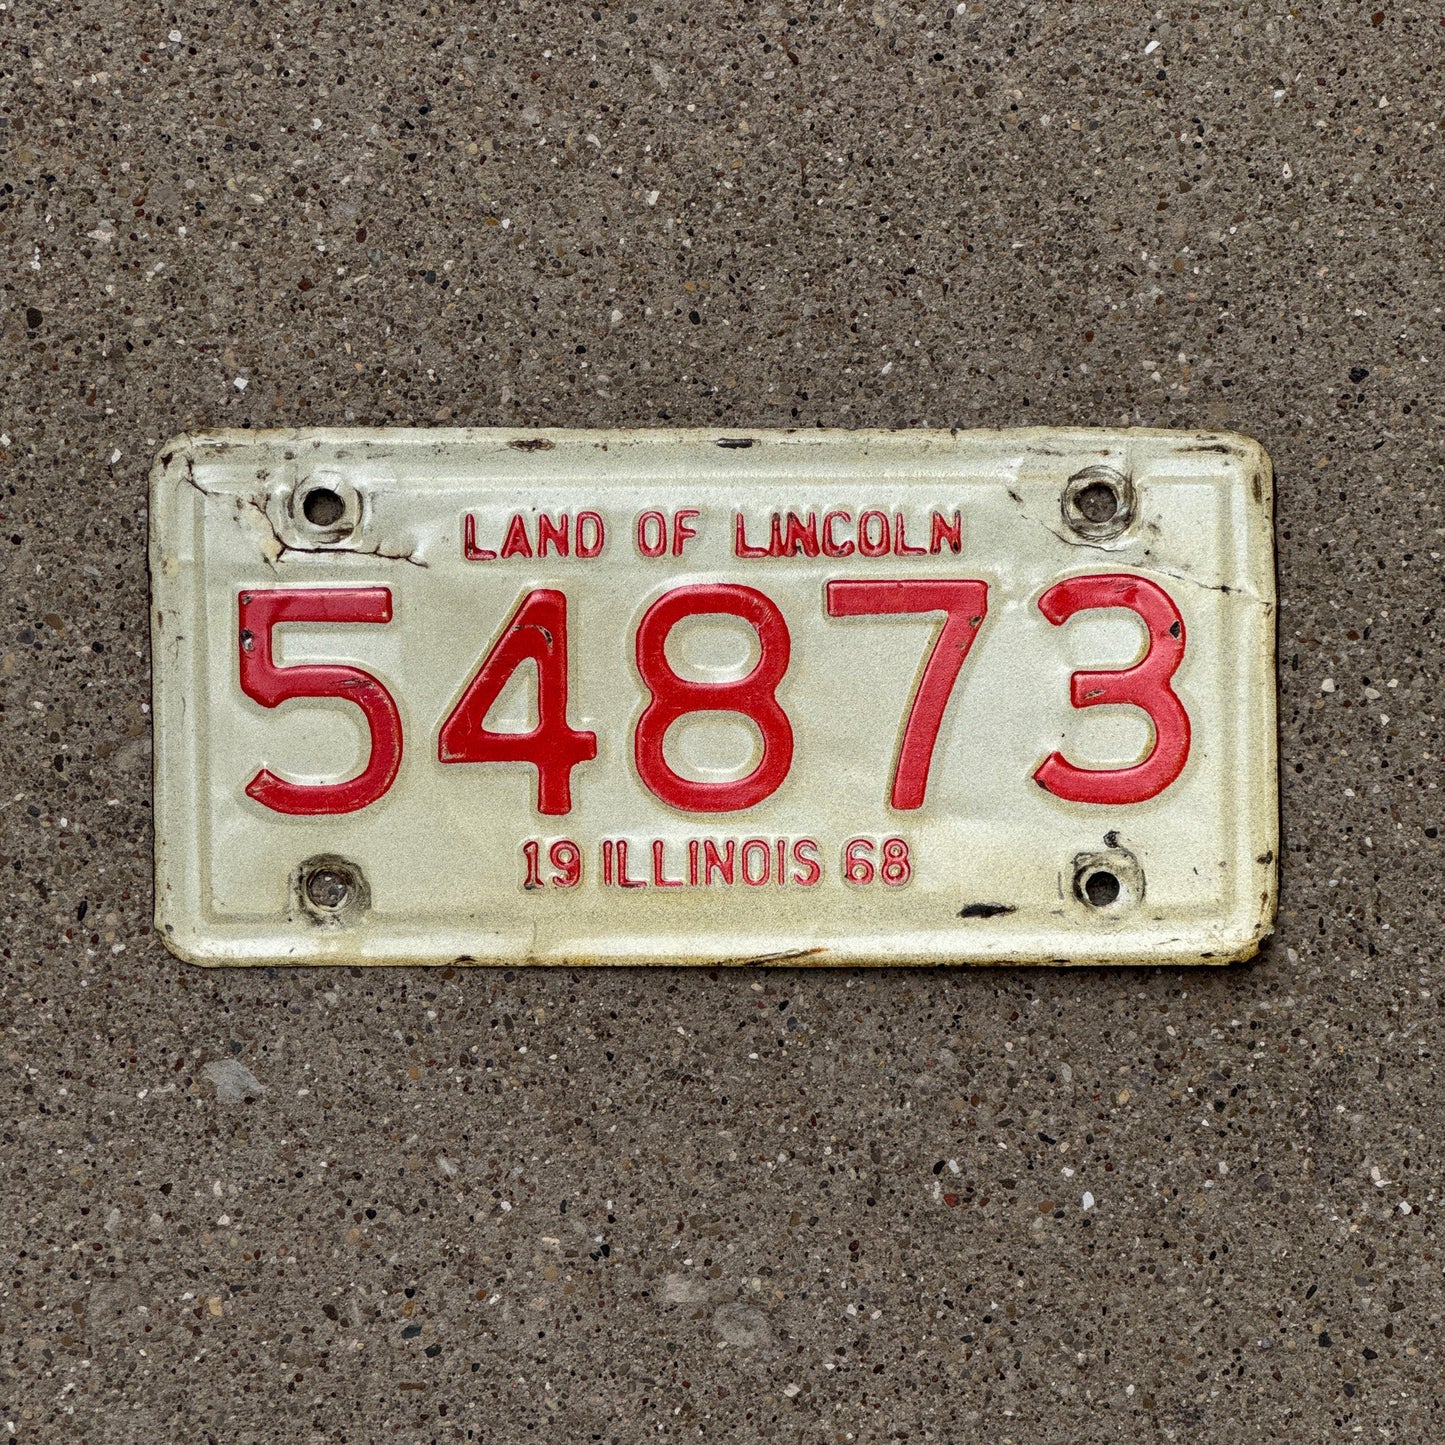 LAND OF LINCOLN
54873
19 ILLINOIS 68